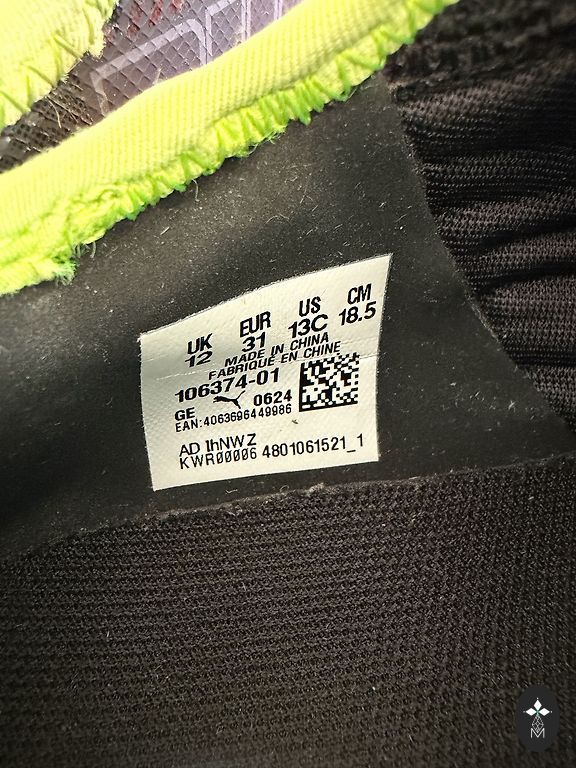 UK EUR US CM
12 31 13C 18.5
MADE IN CHINA
FABRIQUÉ EN CHINE
106374-01
GE 0624
EAN:4063696449986
AD 1hNWZ
KWR00006 4801061521_1
M